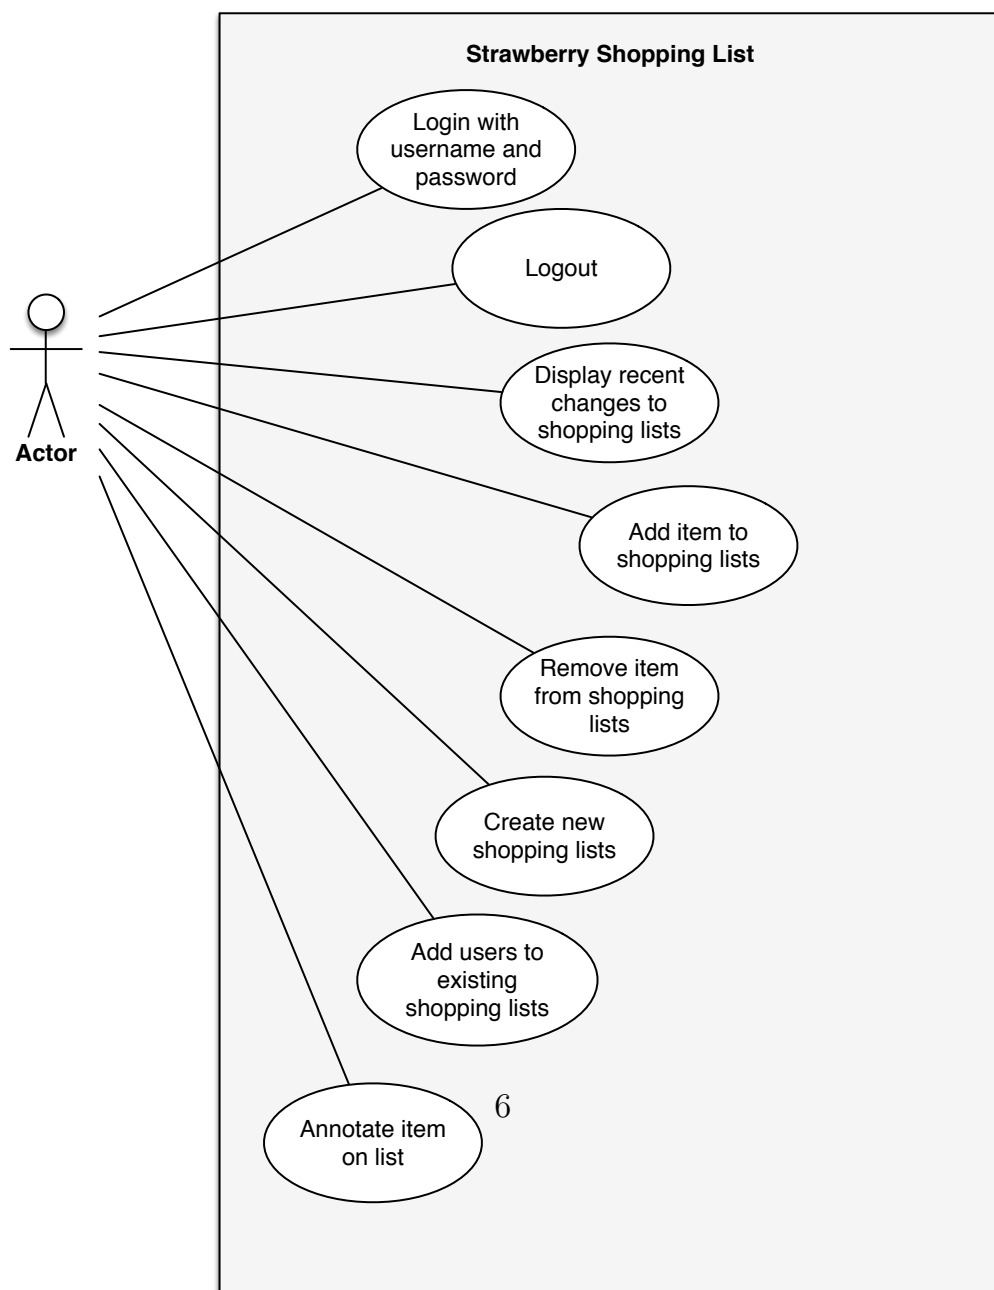 Strawberry Shopping List
Login with
username and
password
Logout
Display recent
changes to
shopping lists
Actor
Add item to
shopping lists
Remove item
from shopping
lists
Create new
shopping lists
Add users to
existing
shopping lists
6
Annotate item
on list